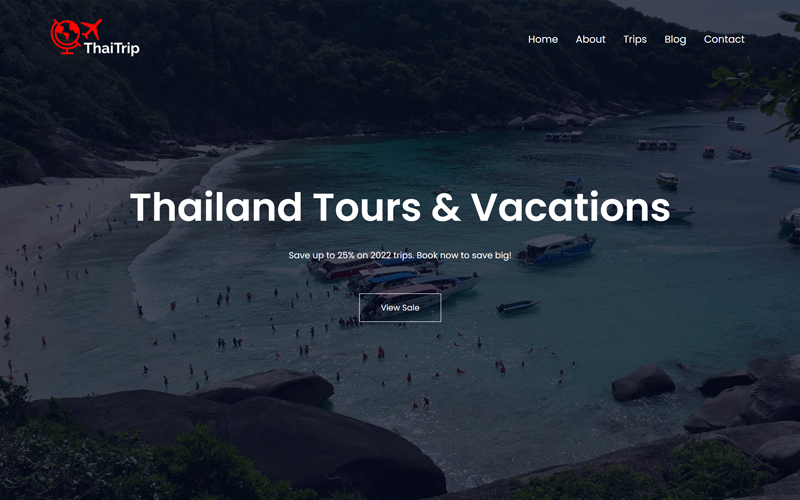 ThaiTrip
Home About Trips Blog Contact
Thailand Tours & Vacations
Save up to 25% on 2022 trips. Book now to save big!
View Sale